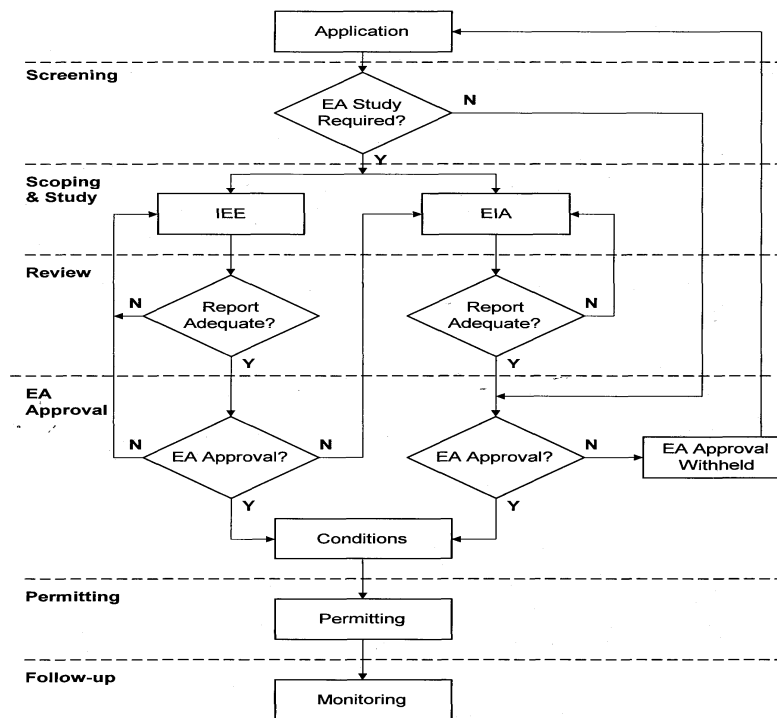 Application
Screening
EA Study
Required?
N
Y
Scoping
& Study
IEE
EIA
Review
N
Report
Adequate?
Report
Adequate?
N
Y
Y
EA
Approval
N
EA Approval?
N
EA Approval?
N
EA Approval
Withheld
Y
Y
Conditions
Permitting
Permitting
Follow-up
Monitoring